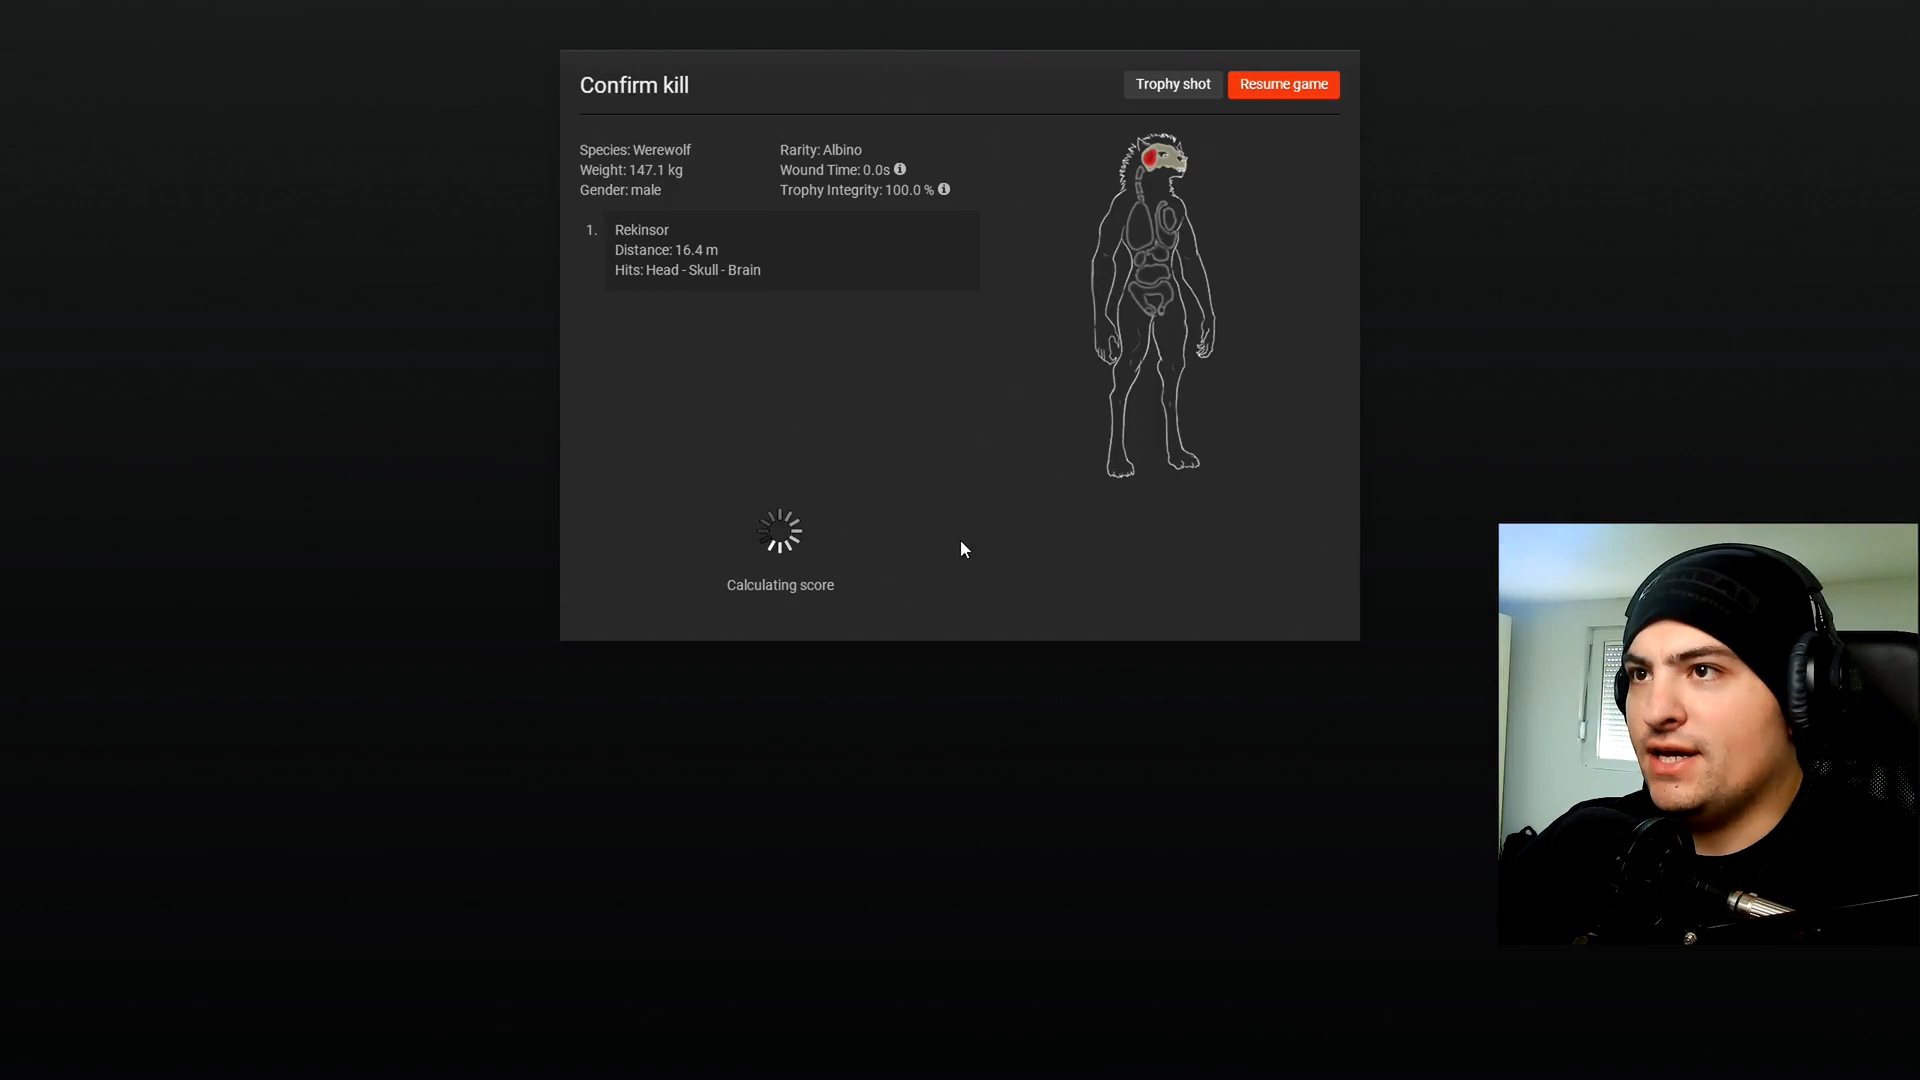 Confirm kill
Trophy shot
Resume game
Species: Werewolf
Weight: 147.1 kg
Gender: male
Rarity: Albino
Wound Time: 0.0s
Trophy Integrity: 100.0 %
1. Rekinsor
Distance: 16.4 m
Hits: Head - Skull - Brain
Calculating score